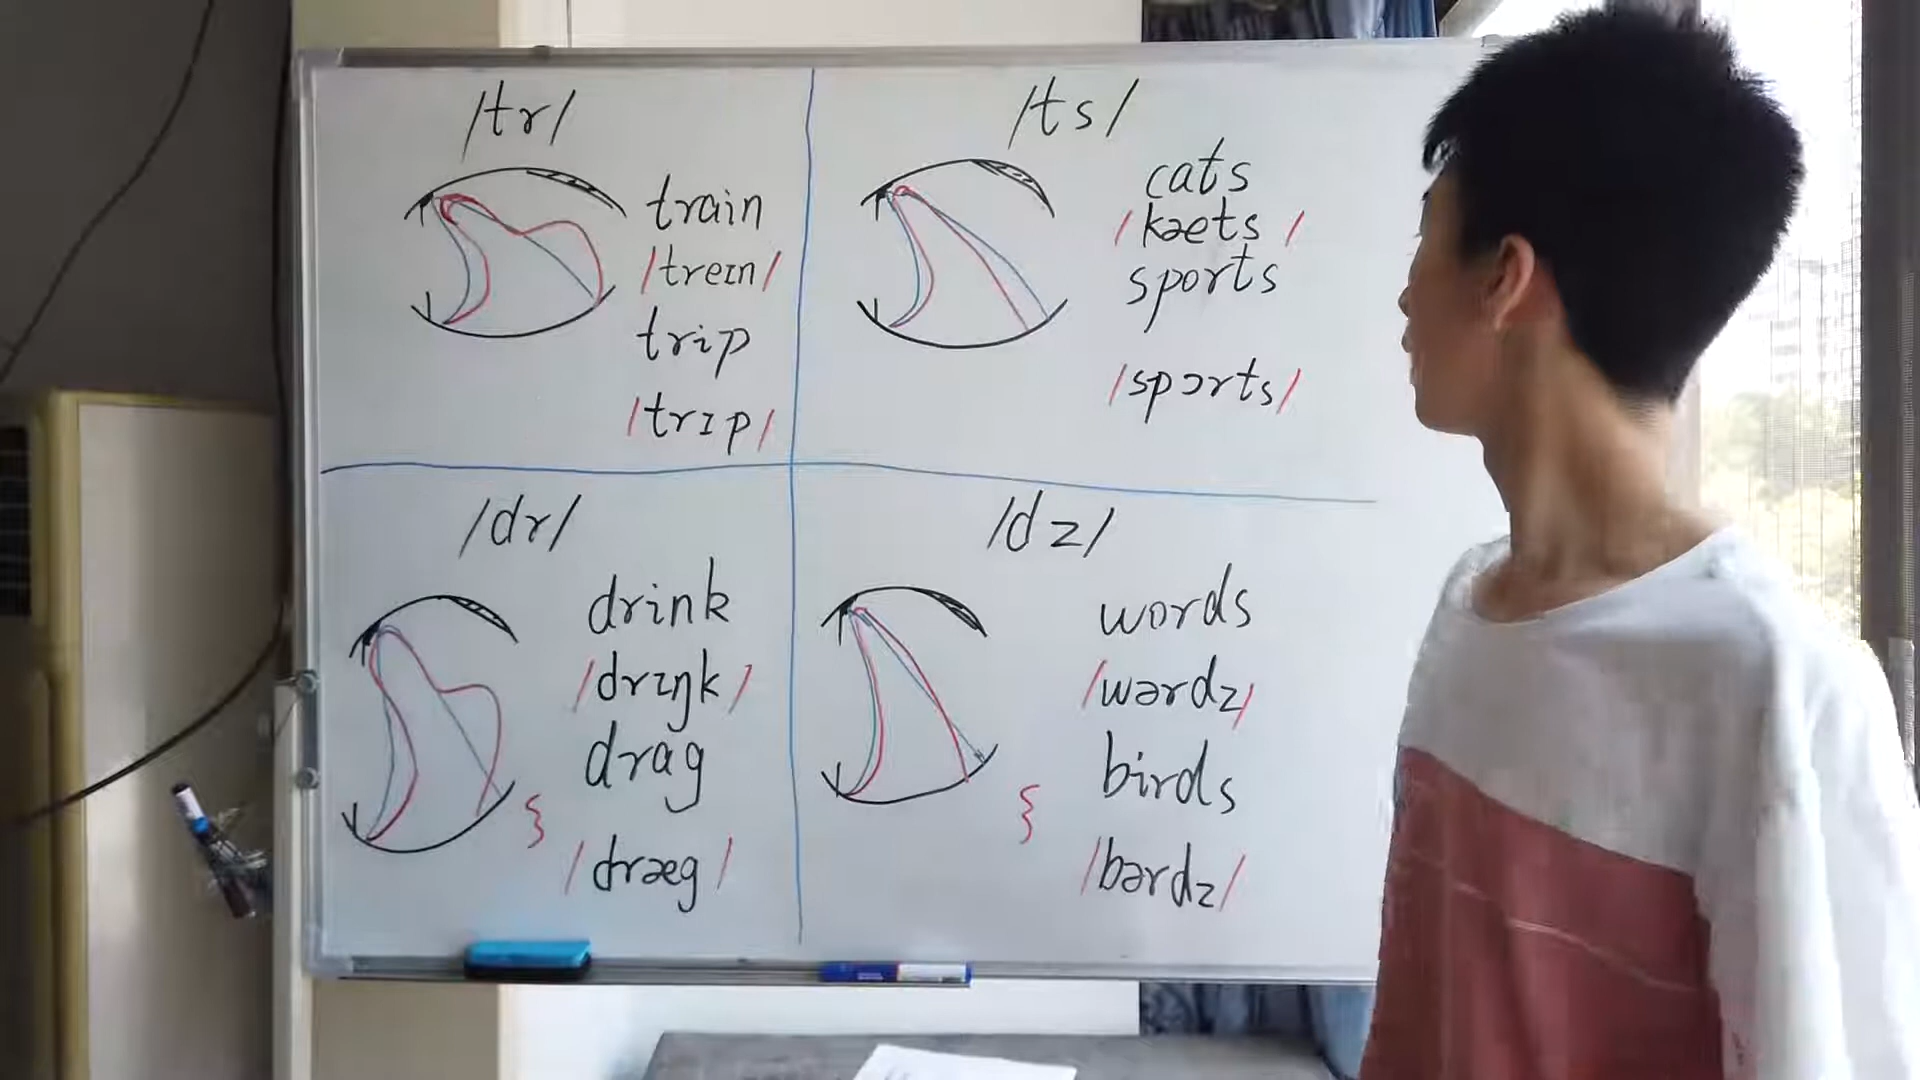 /tr/
train
/treɪn/
trip
/trɪp/
/ts/
cats
/kæts/
sports
/spɔrts/
/dr/
drink
/drɪŋk/
drag
/dræg/
/dz/
words
/wərdz/
birds
/bərdz/